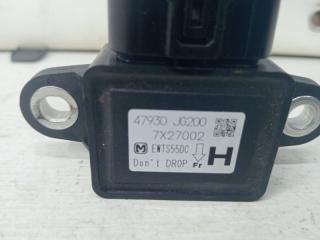 47930 JG200
7X27002
M EWTS55DC
Don't DROP Fr H